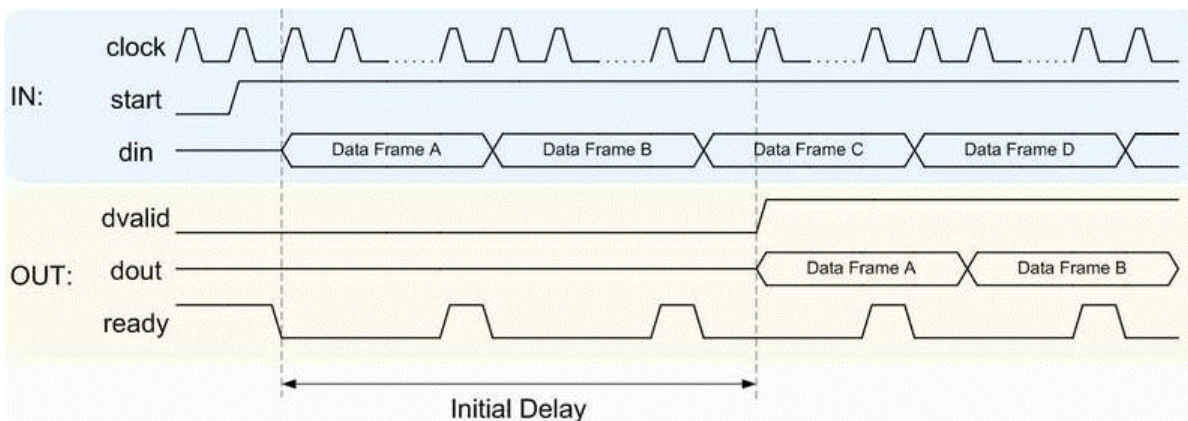 clock
IN:
start
din
Data Frame A
Data Frame B
Data Frame C
Data Frame D
dvalid
OUT:
dout
Data Frame A
Data Frame B
ready
Initial Delay